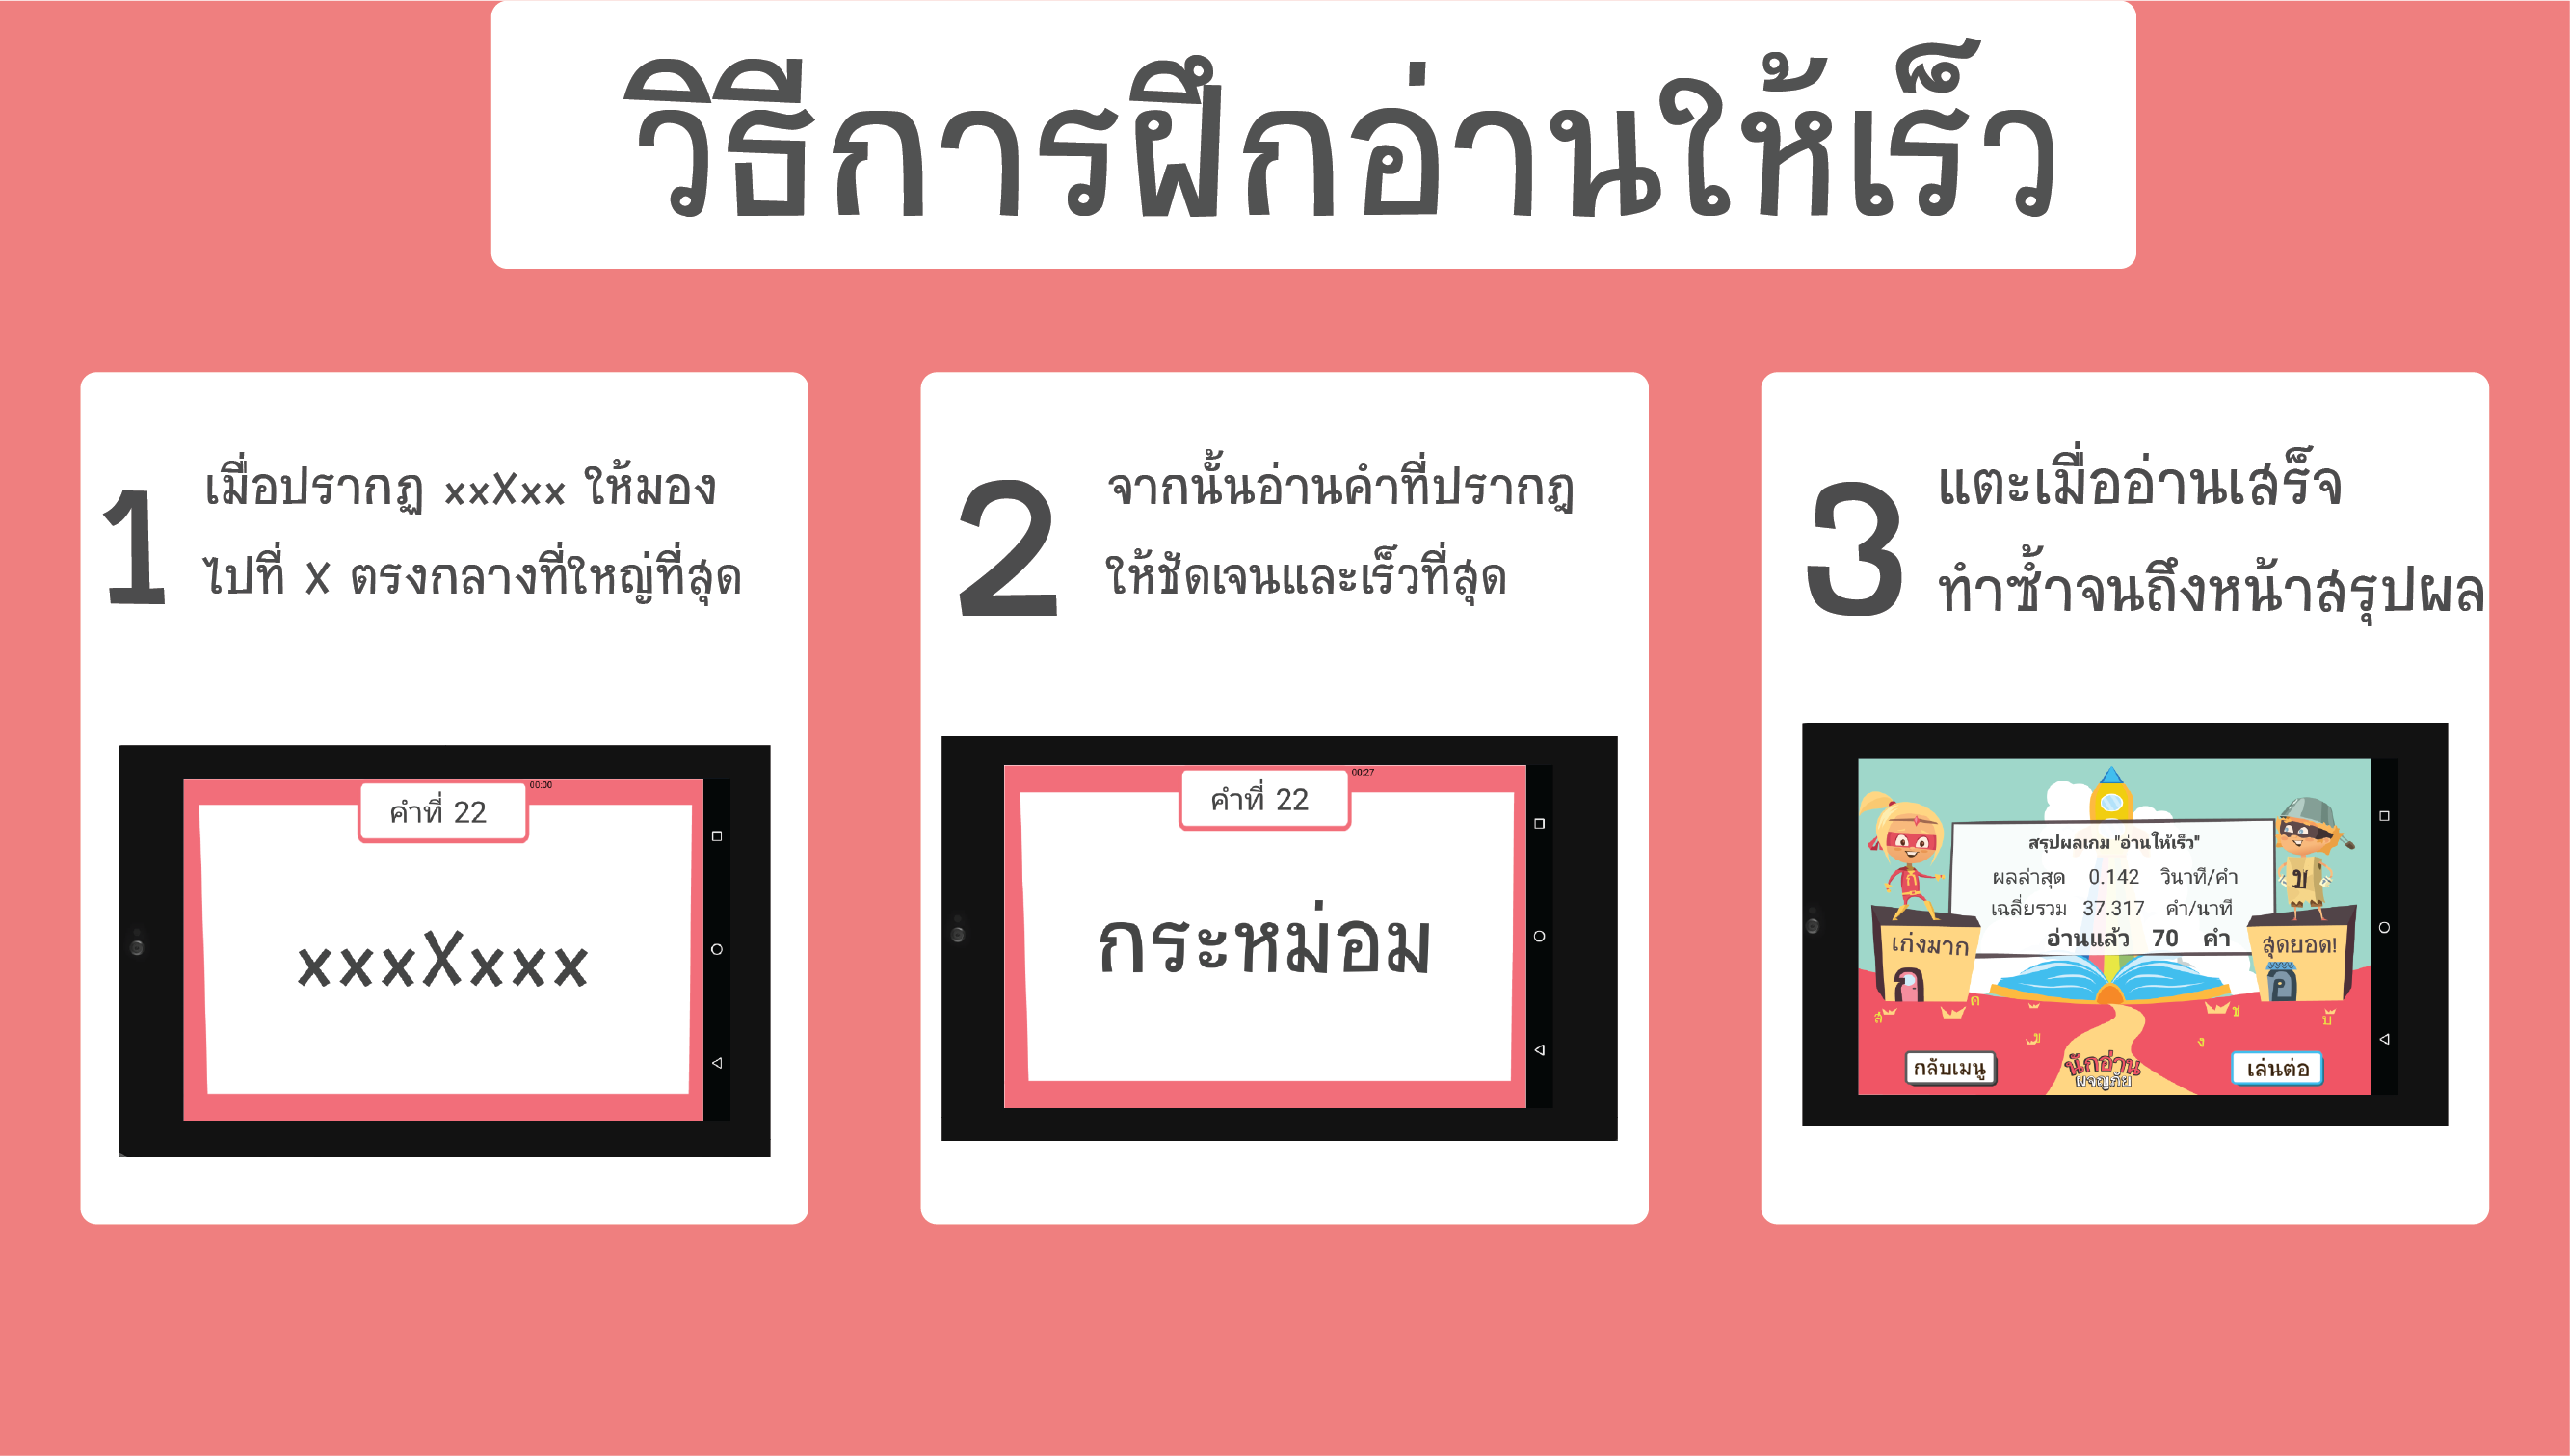 วิธีการฝึกอ่านให้เร็ว
1
เมื่อปรากฏ xxXxx ให้มอง
ไปที่ X ตรงกลางที่ใหญ่ที่สุด
คำที่ 22
00:00
xxxXxxx
2
จากนั้นอ่านคำที่ปรากฎ
ให้ชัดเจนและเร็วที่สุด
คำที่ 22
00:27
กระหม่อม
3
แตะเมื่ออ่านเสร็จ
ทำซ้ำจนถึงหน้าสรุปผล
สรุปผลเกม "อ่านให้เร็ว"
ผลล่าสุด 0.142 วินาที/คำ
เฉลี่ยรวม 37.317 คำ/นาที
อ่านแล้ว 70 คำ
ก
ข
เก่งมาก
สุดยอด!
ค
ช
ง
กลับเมนู
นักอ่าน
ผจญภัย
เล่นต่อ